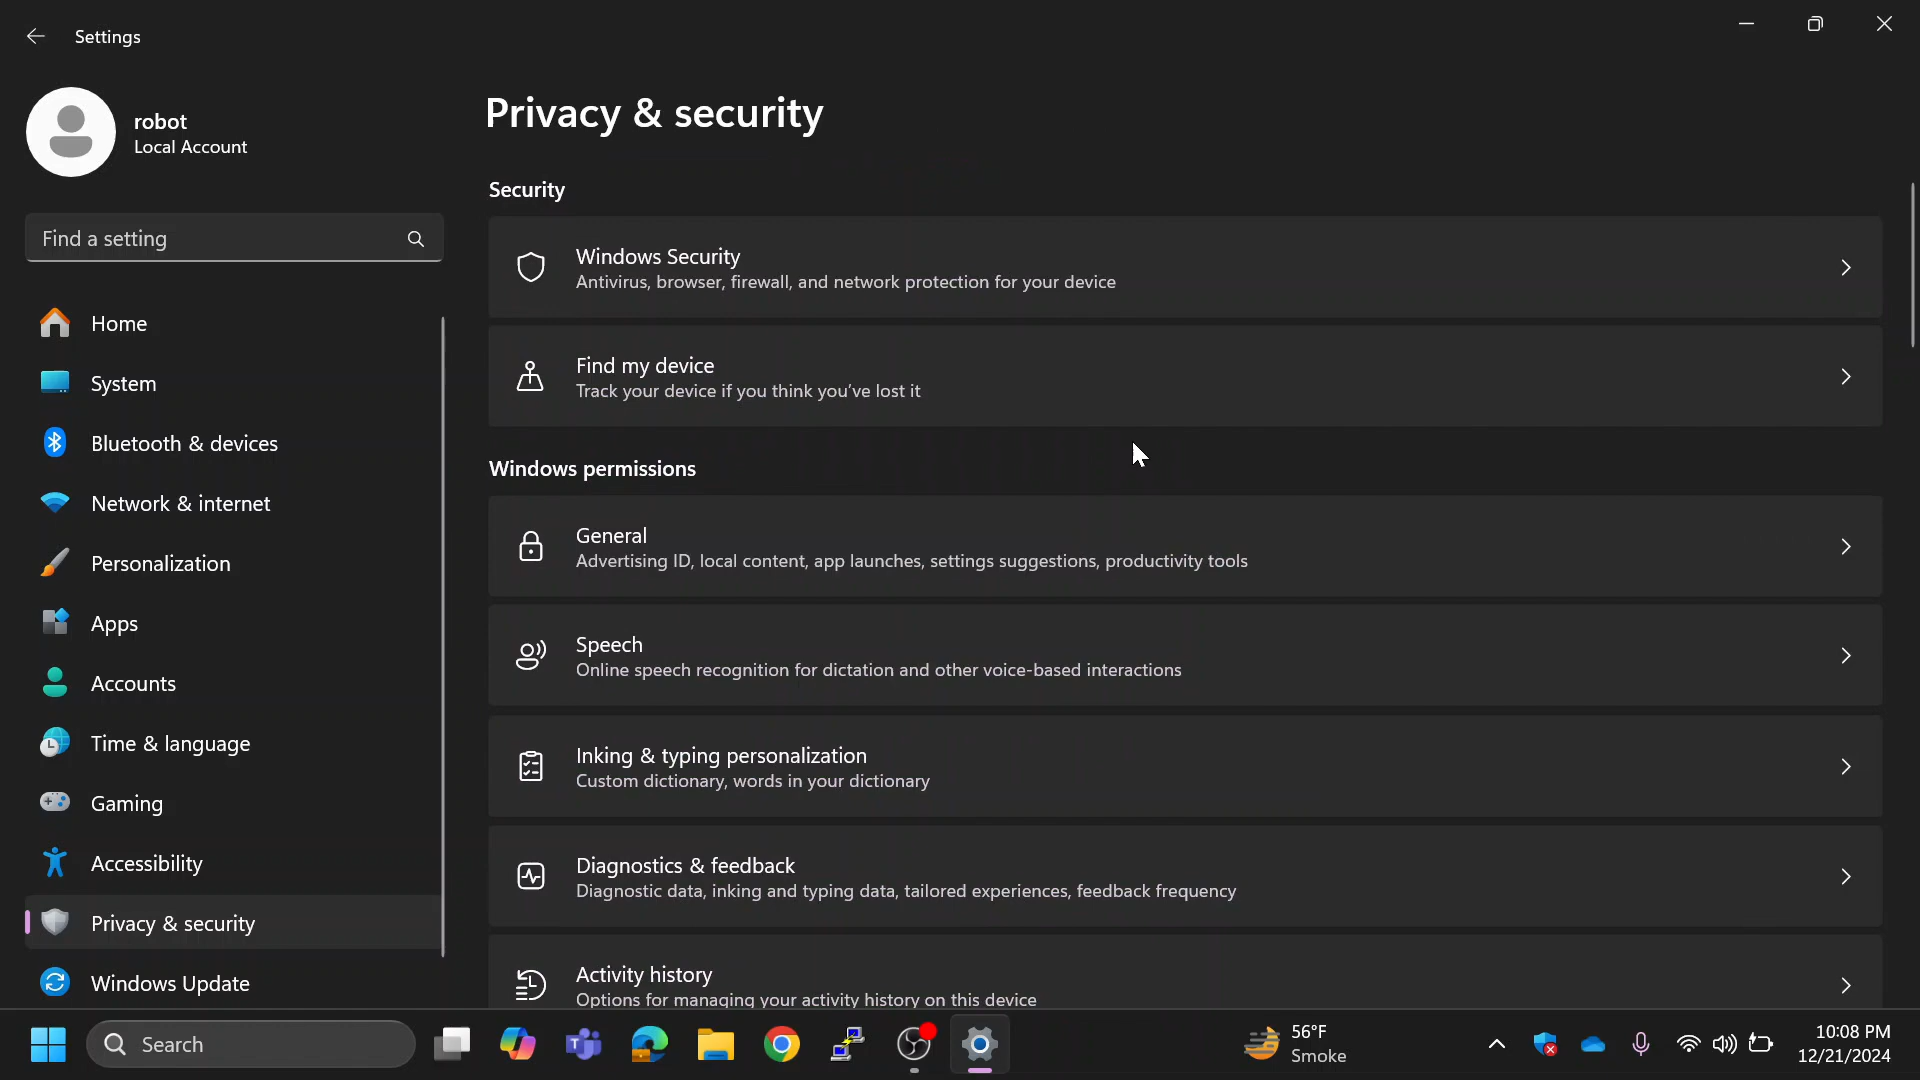 Settings
robot
Local Account
Find a setting
Home
System
Bluetooth & devices
Network & internet
Personalization
Apps
Accounts
Time & language
Gaming
Accessibility
Privacy & security
Windows Update
Privacy & security
Security
Windows Security
Antivirus, browser, firewall, and network protection for your device
Find my device
Track your device if you think you've lost it
Windows permissions
General
Advertising ID, local content, app launches, settings suggestions, productivity tools
Speech
Online speech recognition for dictation and other voice-based interactions
Inking & typing personalization
Custom dictionary, words in your dictionary
Diagnostics & feedback
Diagnostic data, inking and typing data, tailored experiences, feedback frequency
Activity history
Options for managing your activity history on this device
Search
56°F
Smoke
10:08 PM
12/21/2024